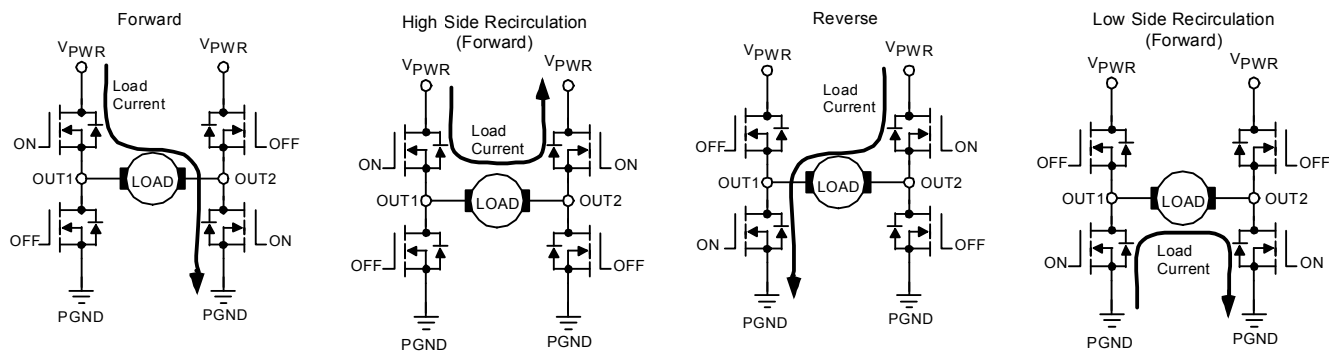 Forward
VPWR
VPWR
Load
Current
ON
OFF
OUT1
LOAD
OUT2
OFF
ON
PGND
High Side Recirculation
(Forward)
VPWR
VPWR
Load
Current
ON
ON
OUT1
LOAD
OUT2
OFF
OFF
PGND
Reverse
VPWR
VPWR
Load
Current
OFF
ON
OUT1
LOAD
OUT2
ON
OFF
PGND
Low Side Recirculation
(Forward)
VPWR
VPWR
OFF
OFF
OUT1
LOAD
OUT2
ON
Load
Current
ON
PGND
PGND
PGND
PGND
PGND